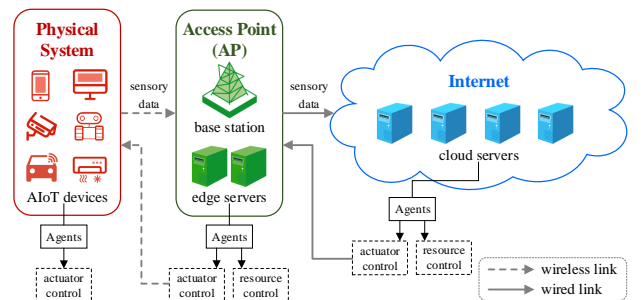 Physical
System
AIoT devices
Agents
actuator
control
sensory
data
Access Point
(AP)
base station
edge servers
Agents
actuator
control
resource
control
sensory
data
Internet
cloud servers
Agents
actuator
control
resource
control
wireless link
wired link